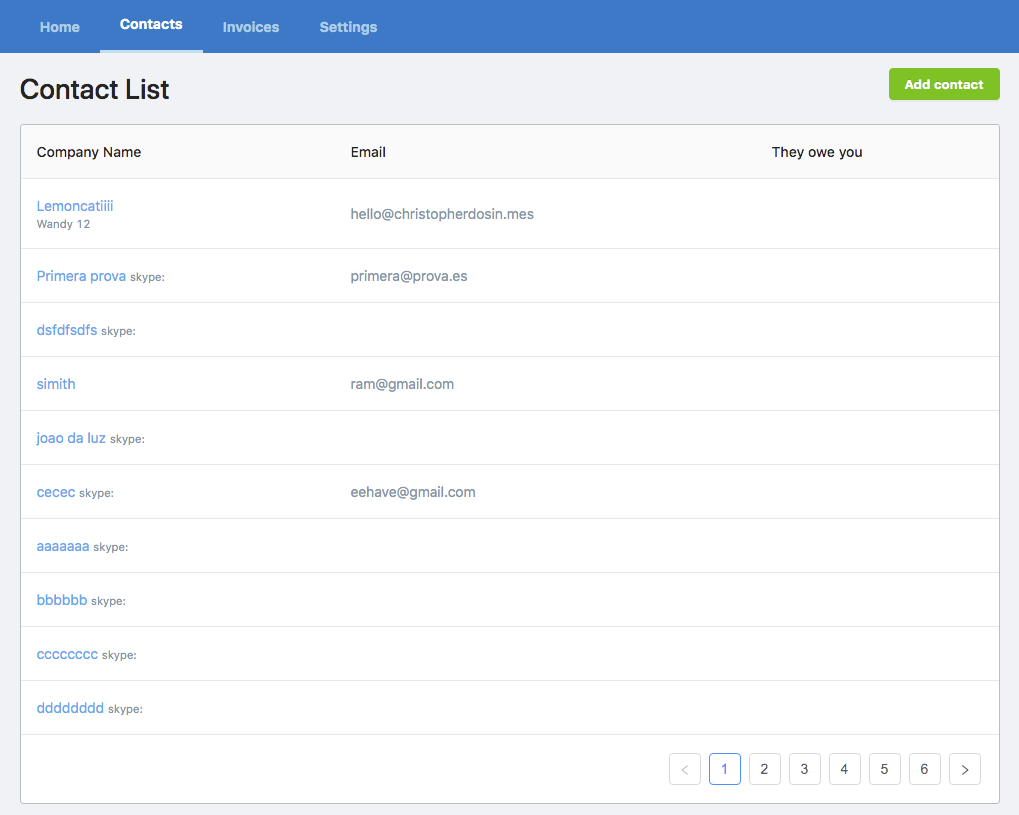 Home Contacts Invoices Settings
Contact List
Add contact
Company Name Email They owe you
Lemoncatiiii
Wandy 12
hello@christopherdosin.mes
Primera prova skype: primera@prova.es
dsfdfsdfs skype:
simith ram@gmail.com
joao da luz skype:
cecec skype: eehave@gmail.com
aaaaaaa skype:
bbbbbb skype:
cccccccc skype:
dddddddd skype:
< 1 2 3 4 5 6 >